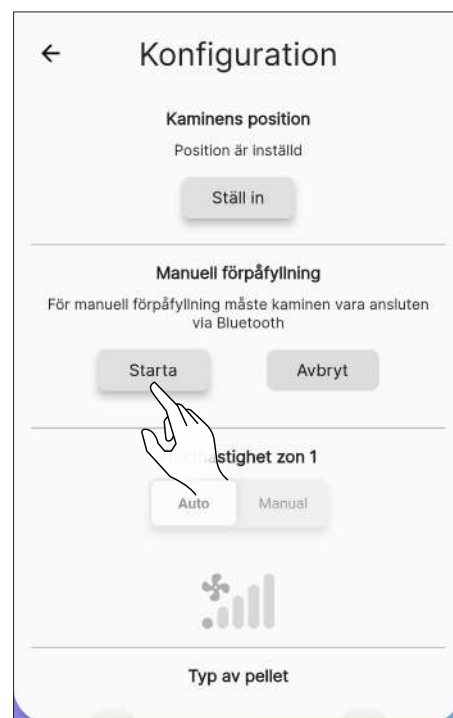 Konfiguration
Kaminens position
Position är inställd
Ställ in
Manuell förpåfyllning
För manuell förpåfyllning måste kaminen vara ansluten
via Bluetooth
Starta Avbryt
zon 1
Auto Manual
Typ av pellet